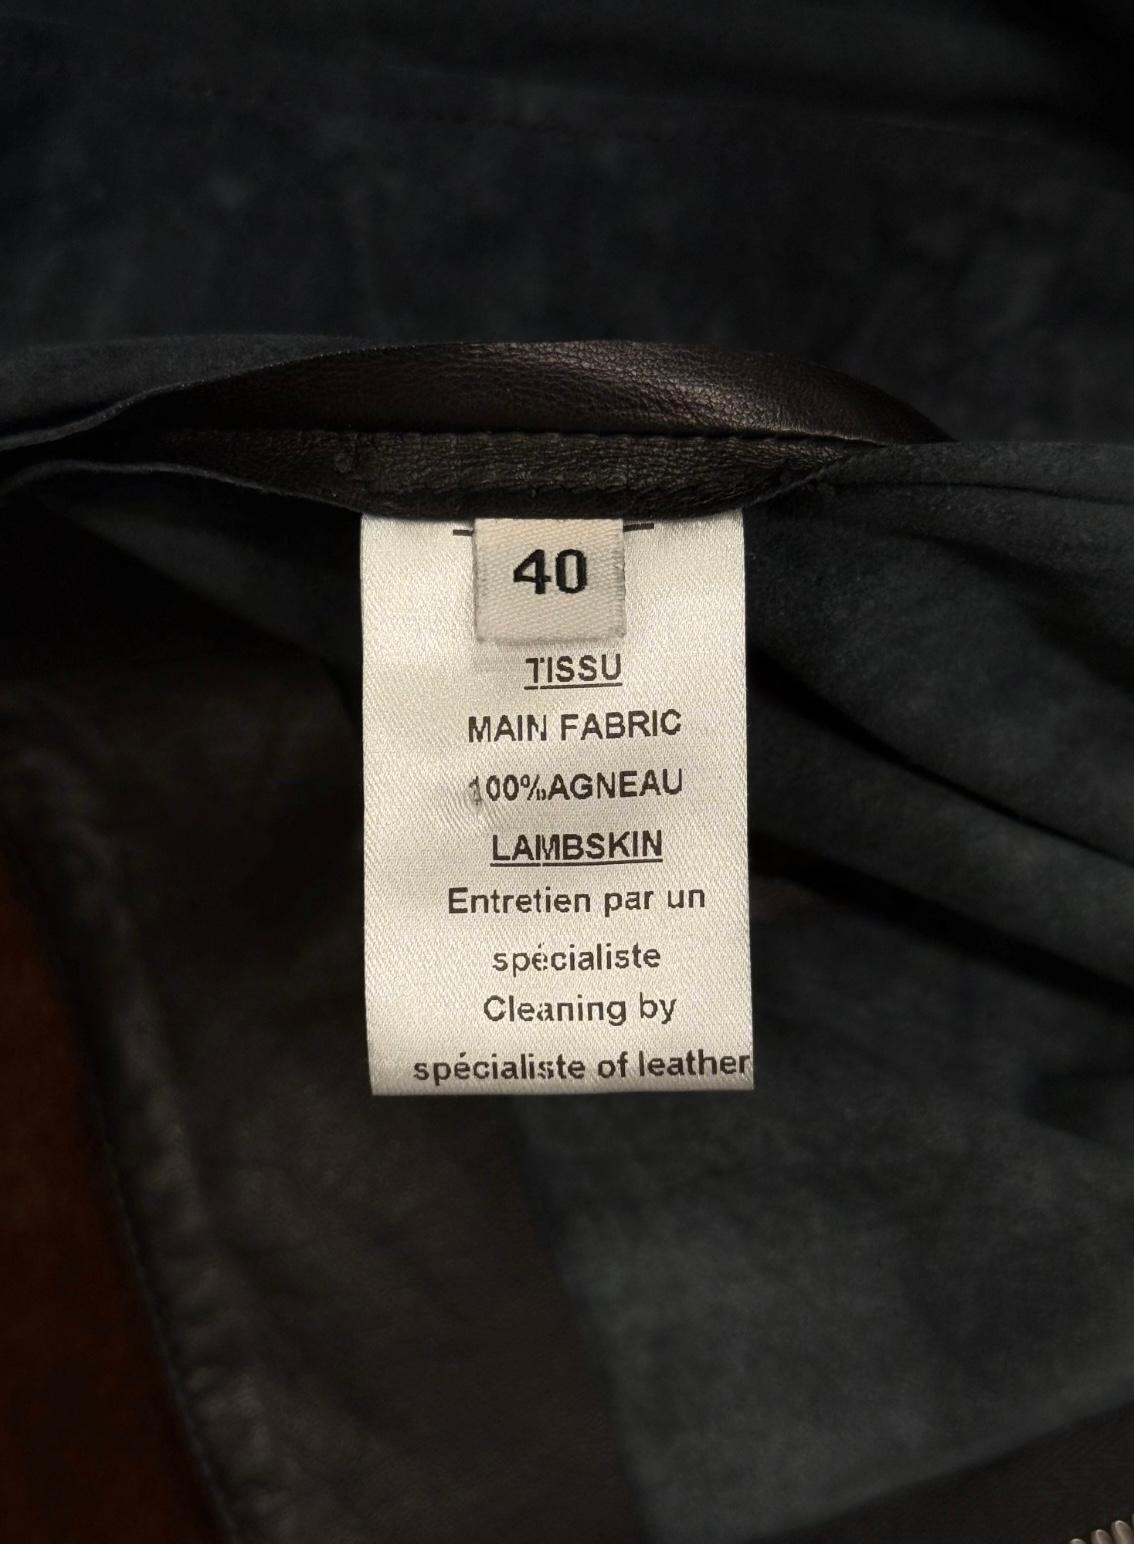 40
TISSU
MAIN FABRIC
100%AGNEAU
LAMBSKIN
Entretien par un
spécialiste
Cleaning by
spécialiste of leather